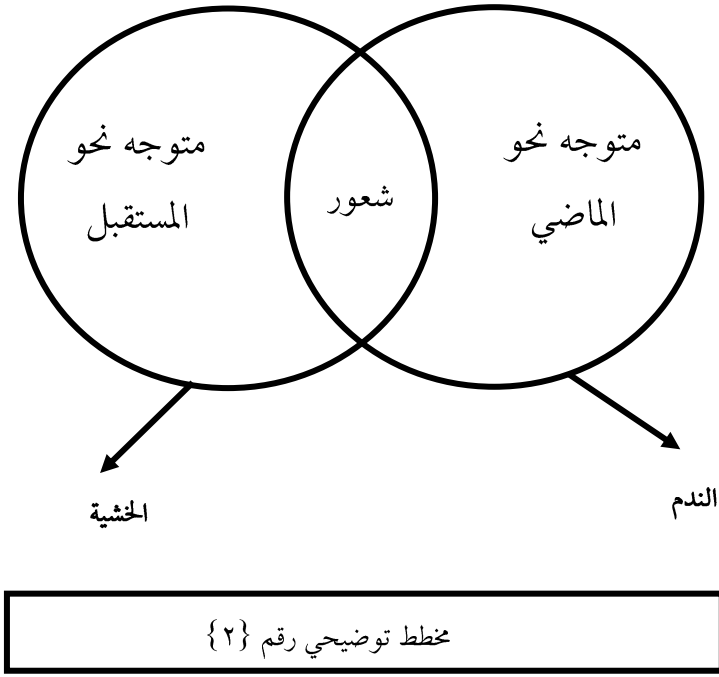 متوجه نحو
الماضي
شعور
متوجه نحو
المستقبل
الندم
الخشية
مخطط توضيحي رقم {٢}